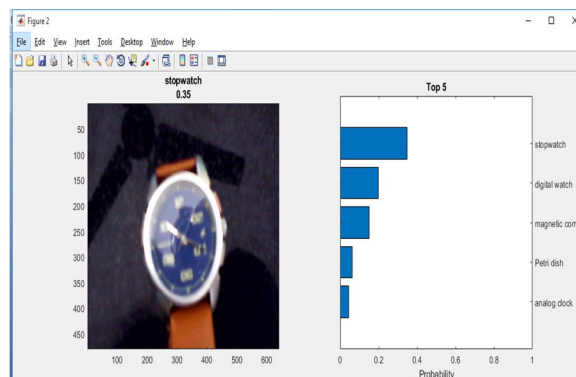 Figure 2
File Edit View Insert Tools Desktop Window Help
stopwatch
0.35
50
100
150
200
250
300
350
400
450
100 200 300 400 500 600
Top 5
stopwatch
digital watch
magnetic com
Petri dish
analog clock
0 0.2 0.4 0.6 0.8 1
Probability